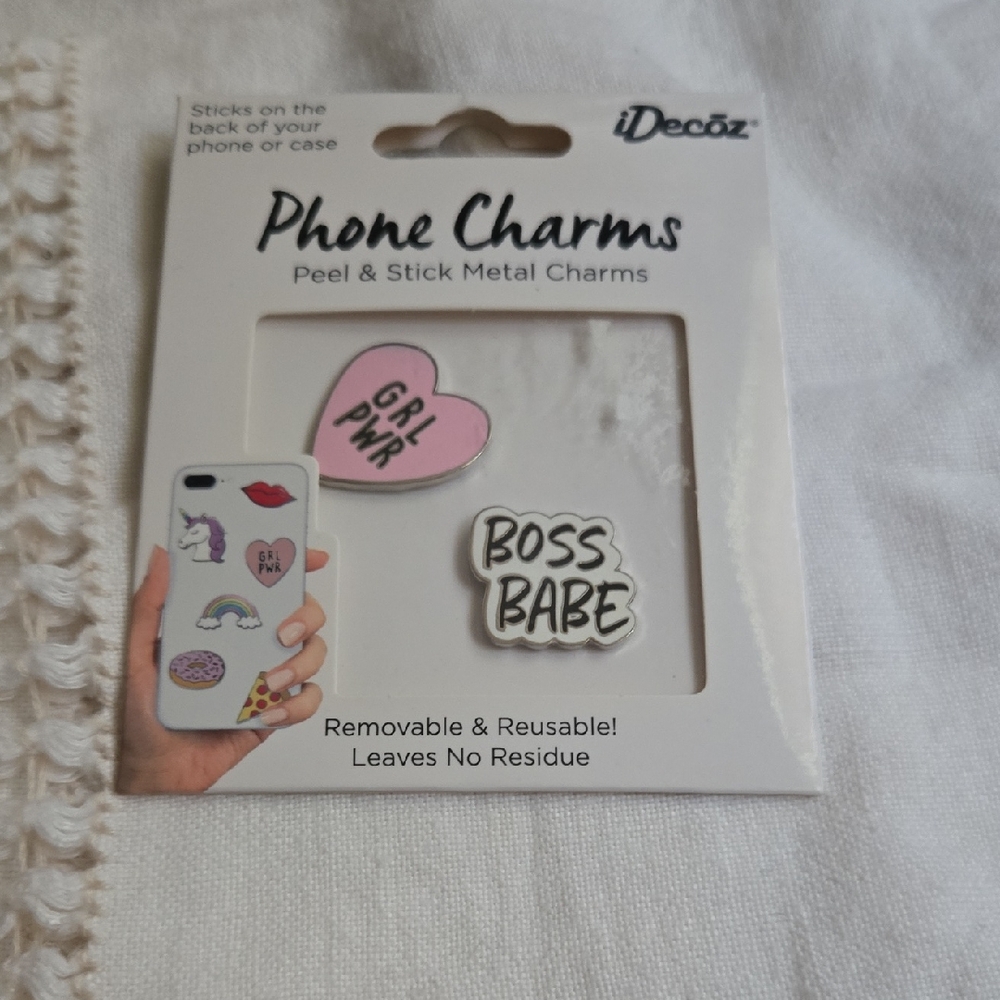 Sticks on the
back of your
phone or case
iDecōz®
Phone Charms
Peel & Stick Metal Charms
GRL
PWR
BOSS
BABE
GRL
PWR
Removable & Reusable!
Leaves No Residue